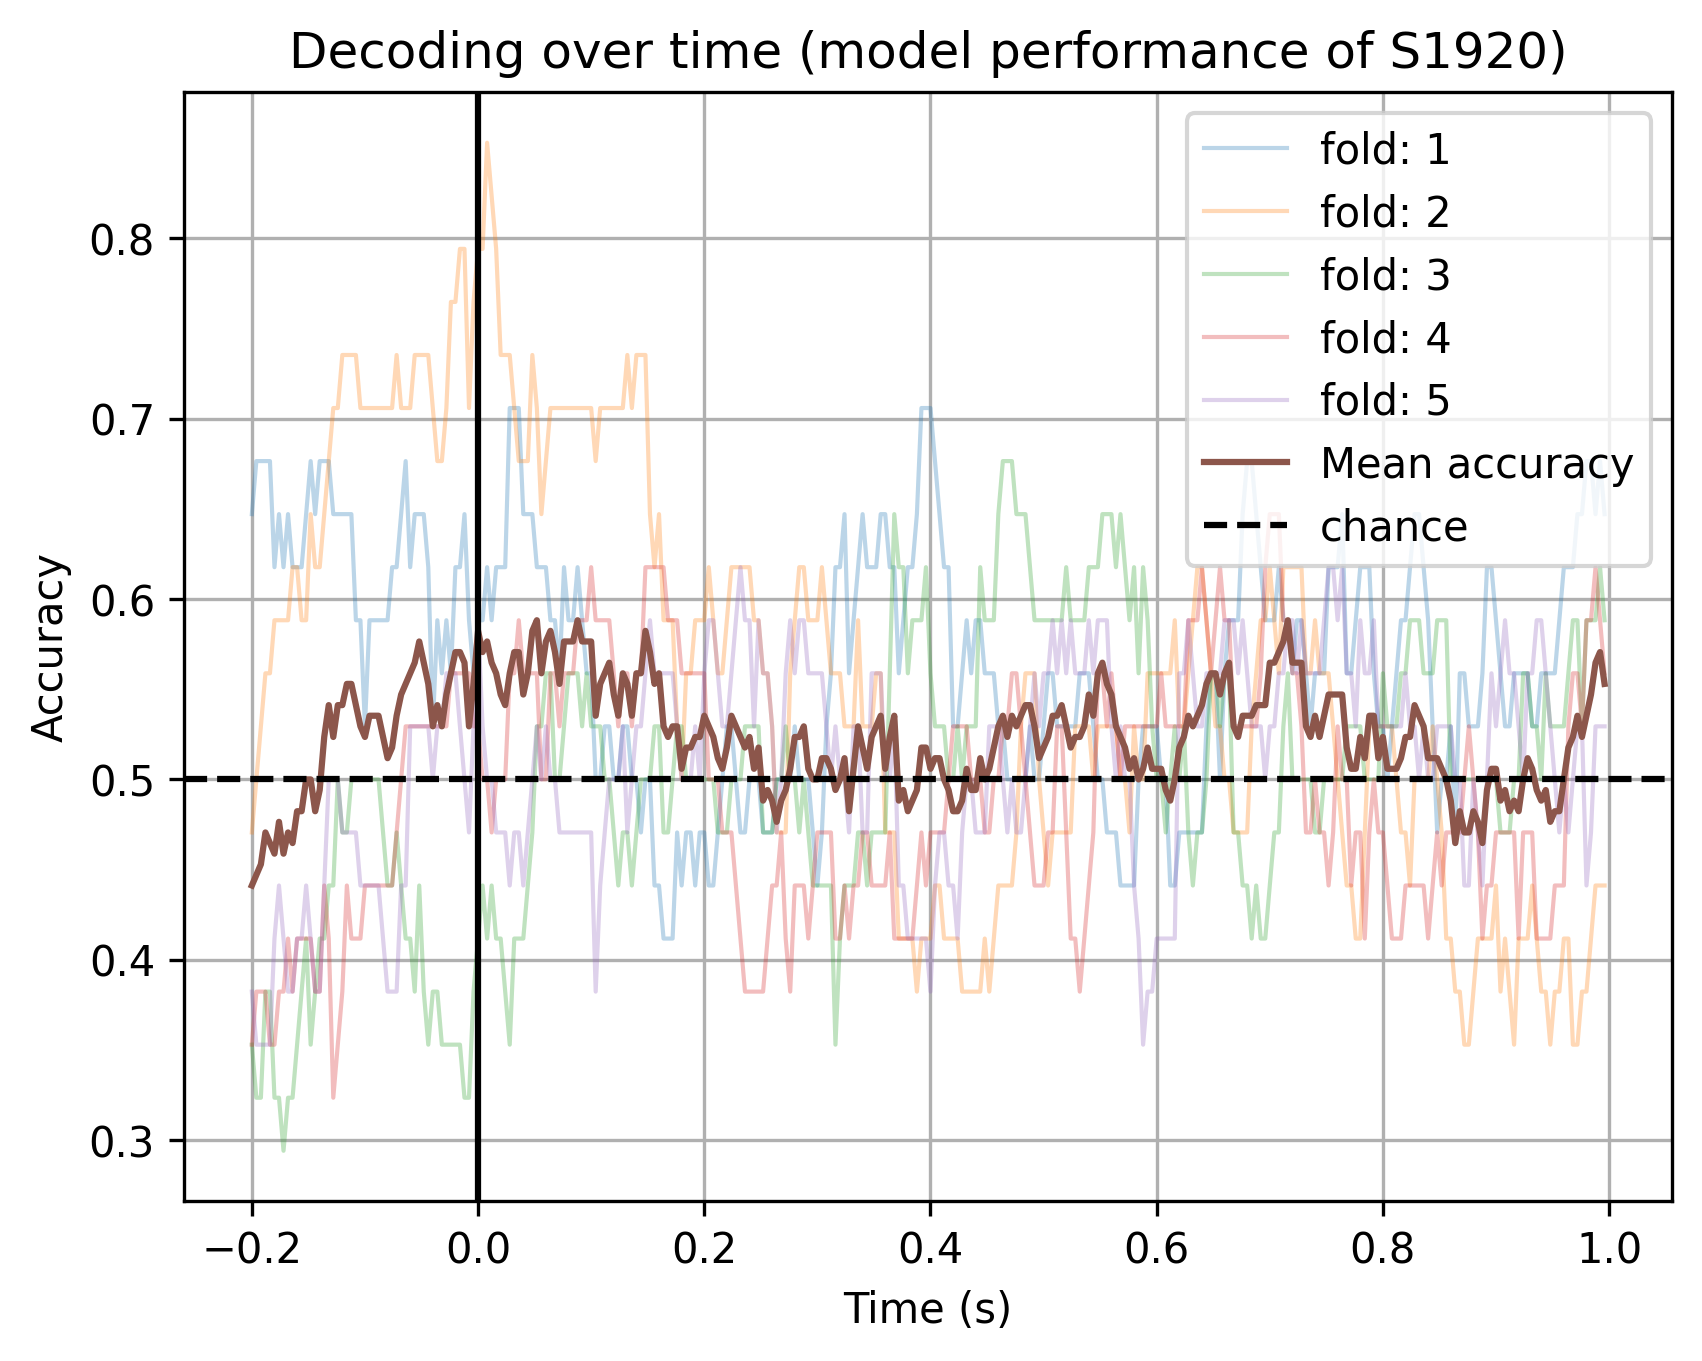 Decoding over time (model performance of S1920)
fold: 1
fold: 2
fold: 3
fold: 4
fold: 5
Mean accuracy
chance
Accuracy
0.8
0.7
0.6
0.5
0.4
0.3
−0.2 0.0 0.2 0.4 0.6 0.8 1.0
Time (s)